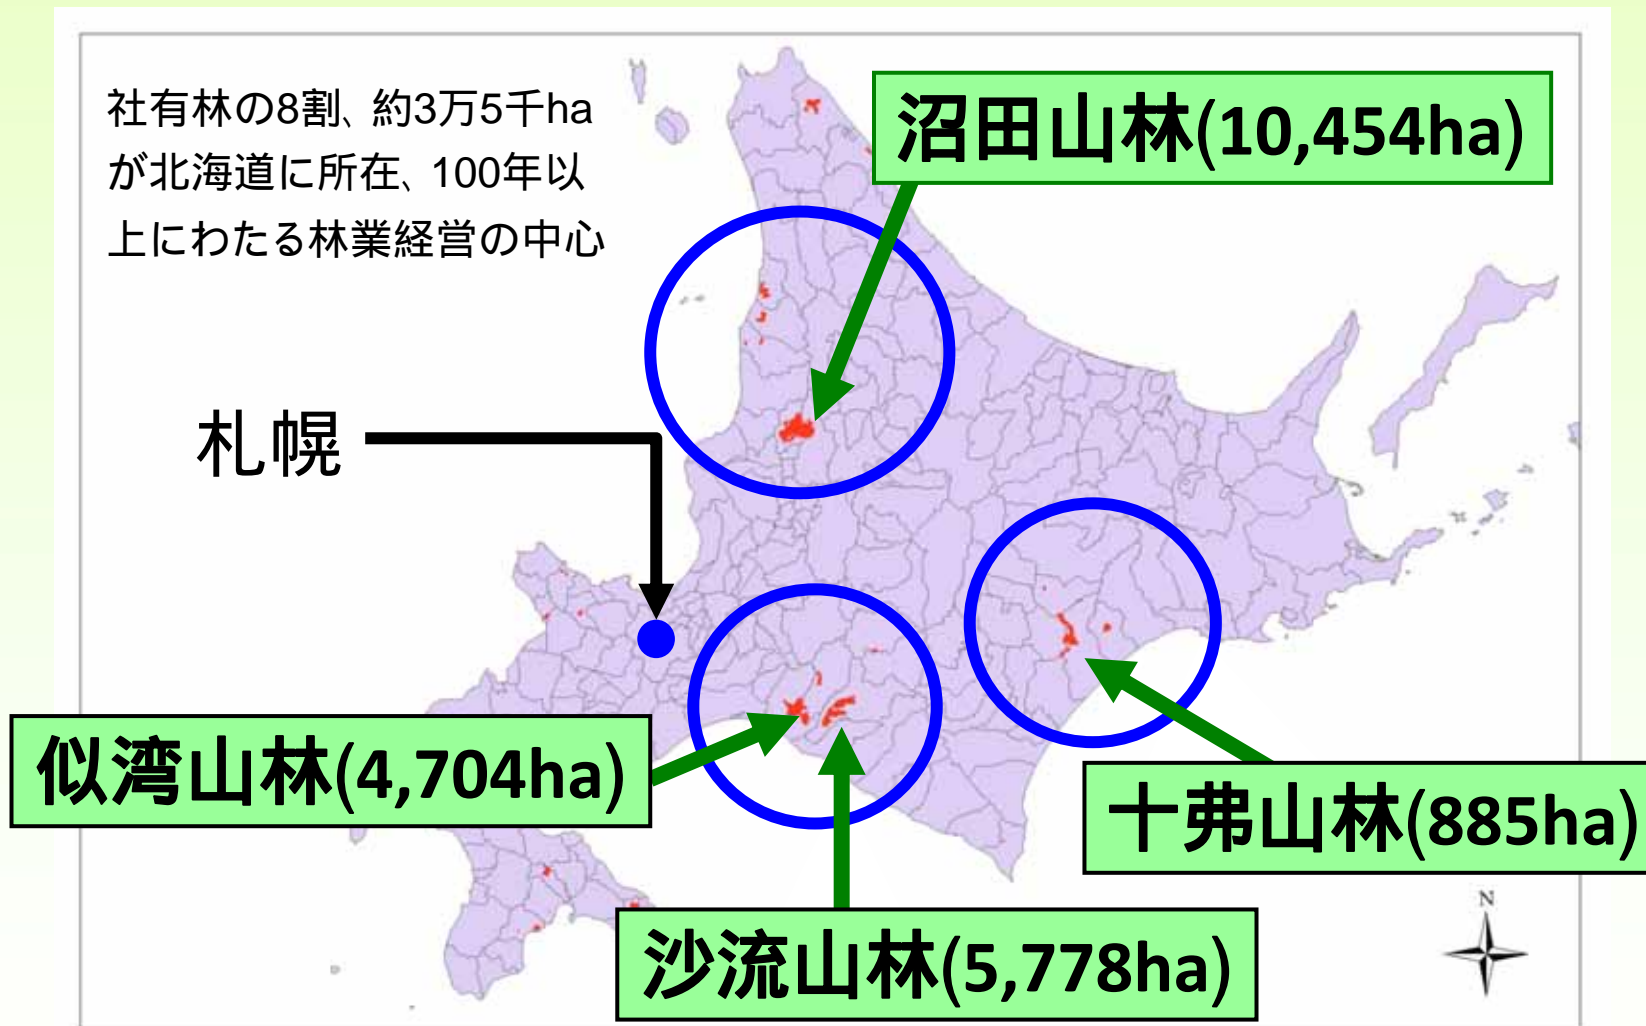 社有林の8割、約3万5千ha
が北海道に所在、100年以
上にわたる林業経営の中心
沼田山林(10,454ha)
札幌
似湾山林(4,704ha)
十弗山林(885ha)
沙流山林(5,778ha)
N